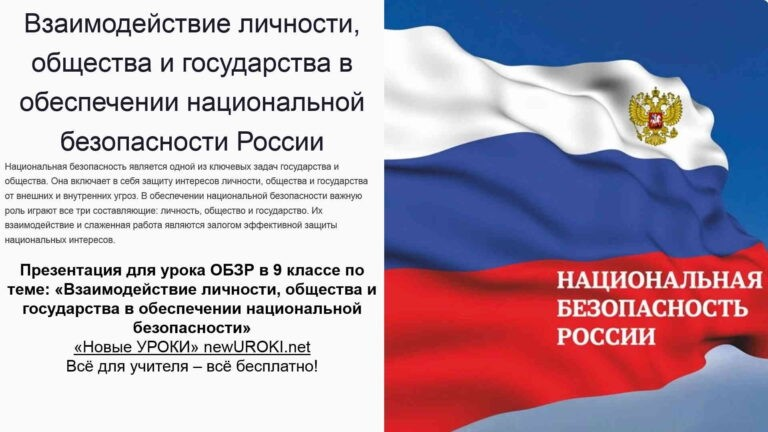 Взаимодействие личности,
общества и государства в
обеспечении национальной
безопасности России
Национальная безопасность является одной из ключевых задач государства и
общества. Она включает в себя защиту интересов личности, общества и государства
от внешних и внутренних угроз. В обеспечении национальной безопасности важную
роль играют все три составляющие: личность, общество и государство. Их
взаимодействие и слаженная работа являются залогом эффективной защиты
национальных интересов.
Презентация для урока ОБЗР в 9 классе по
теме: «Взаимодействие личности, общества и
государства в обеспечении национальной
безопасности»
«Новые УРОКИ» newUROKI.net
Всё для учителя – всё бесплатно!
НАЦИОНАЛЬНАЯ
БЕЗОПАСНОСТЬ
РОССИИ